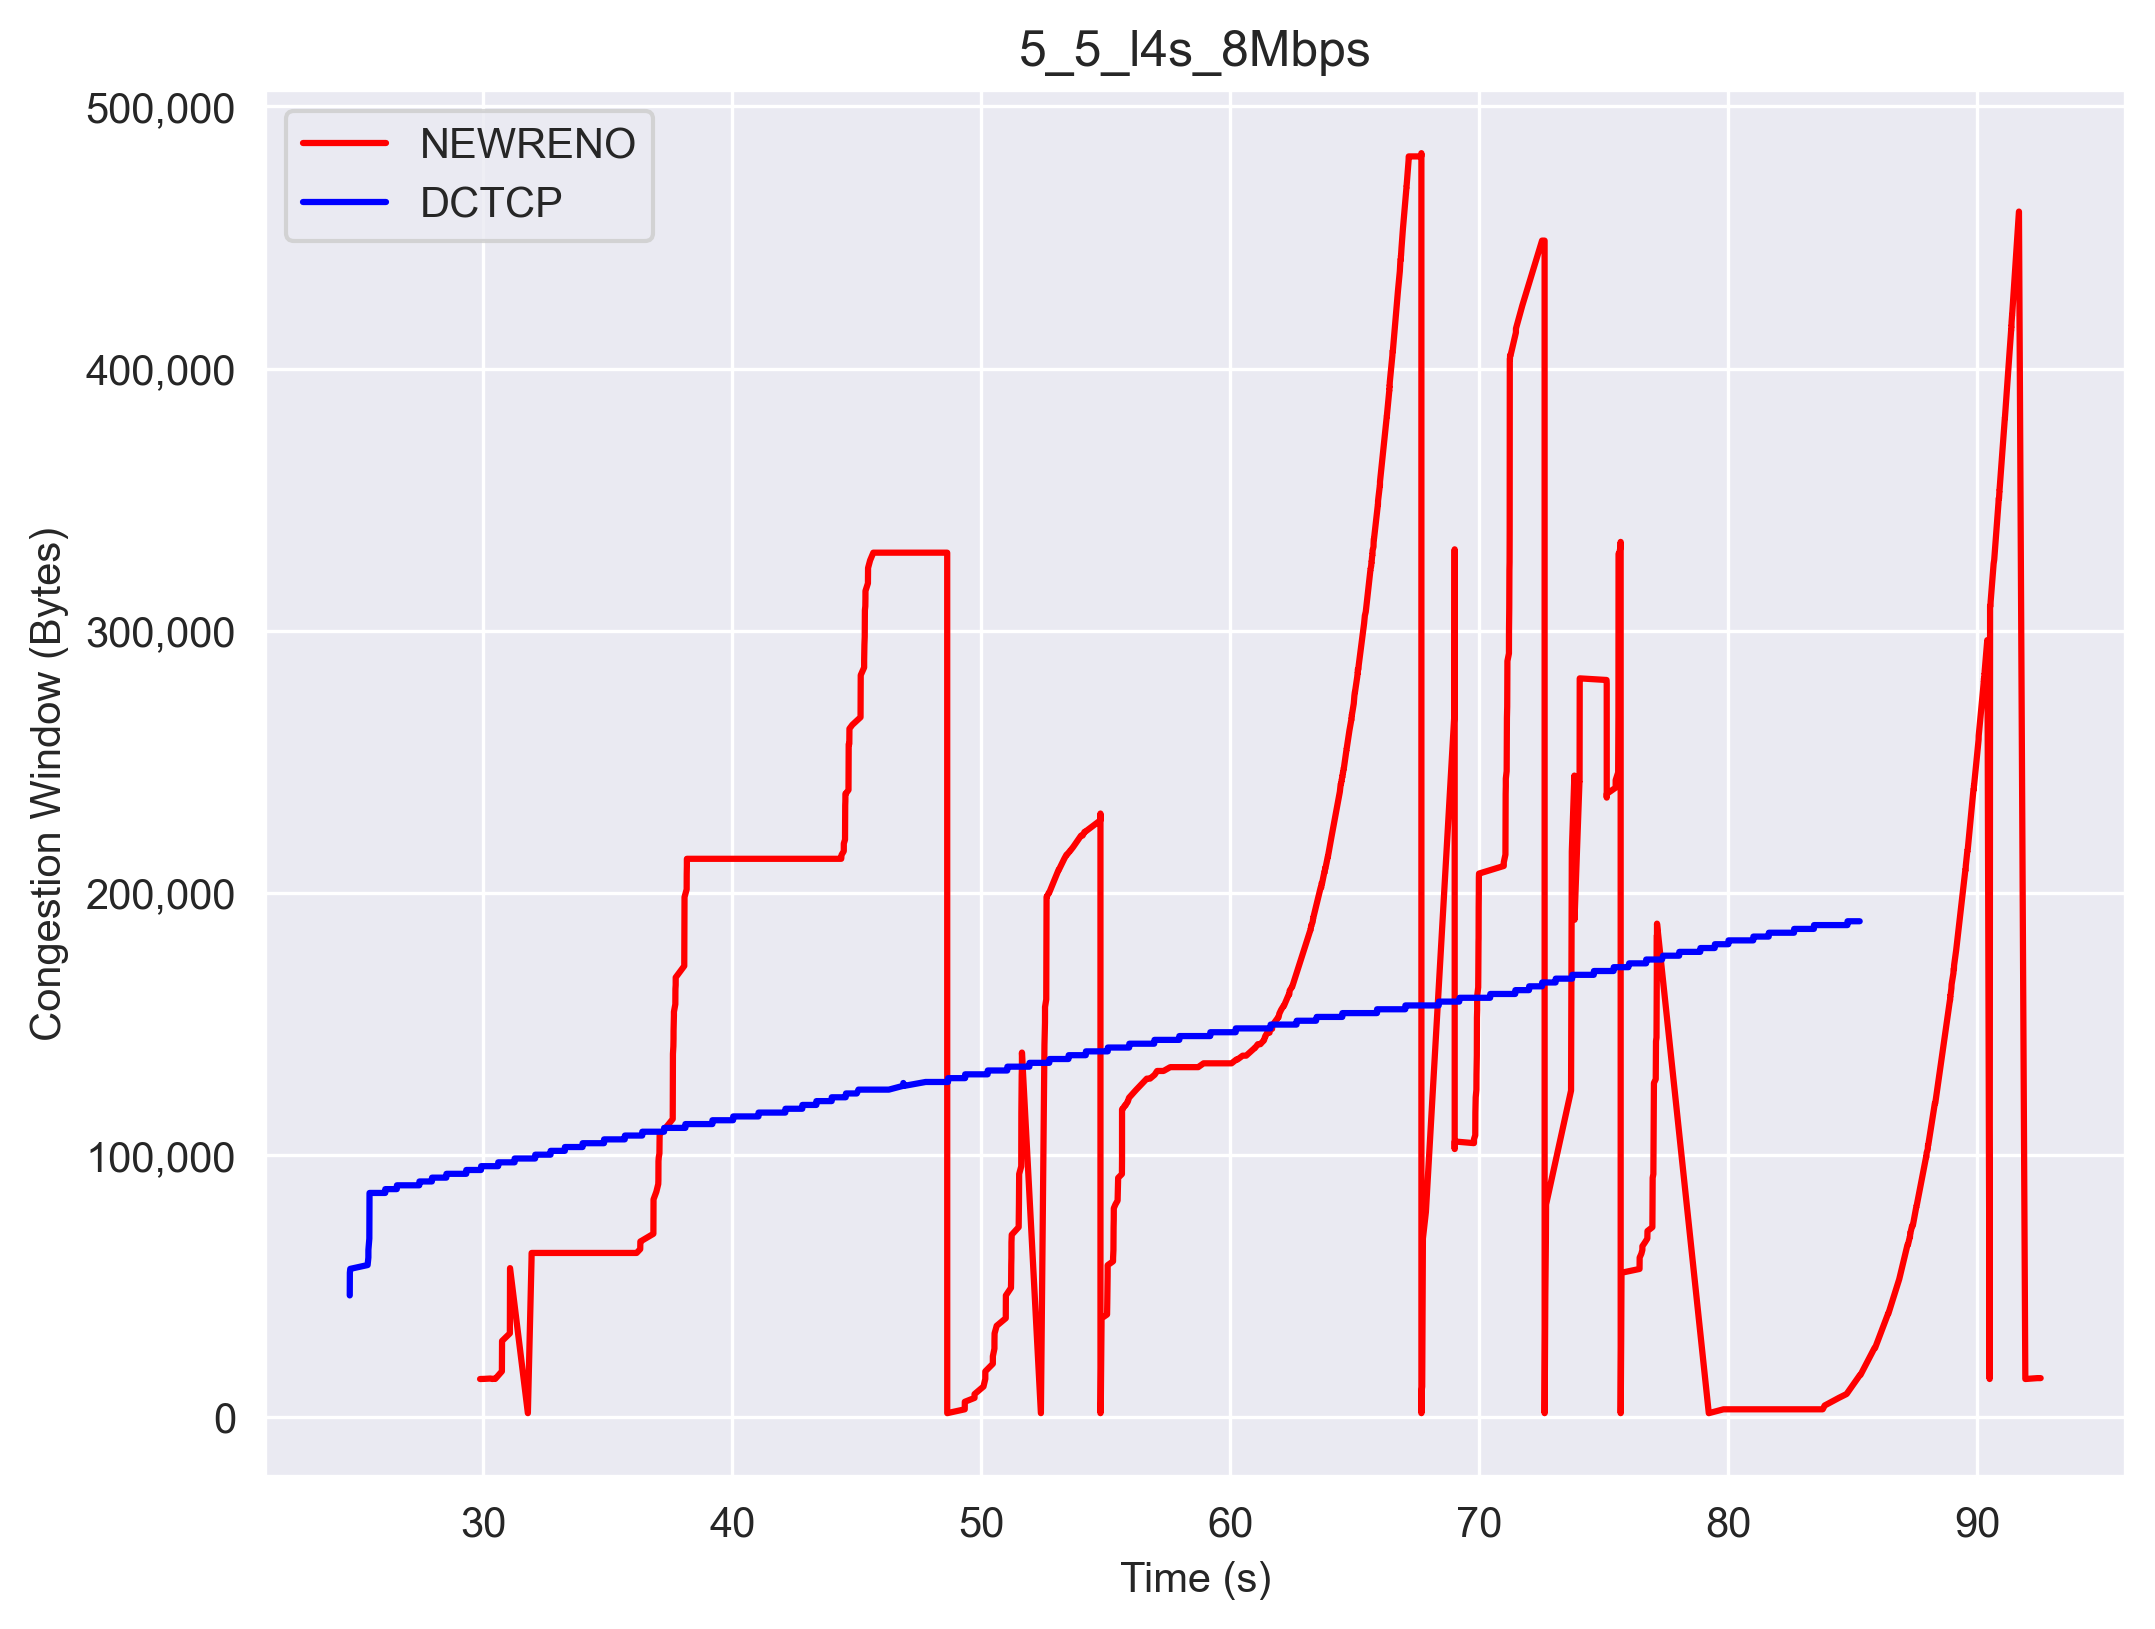 5_5_l4s_8Mbps
500,000
400,000
300,000
200,000
100,000
0
NEWRENO
DCTCP
Congestion Window (Bytes)
30 40 50 60 70 80 90
Time (s)